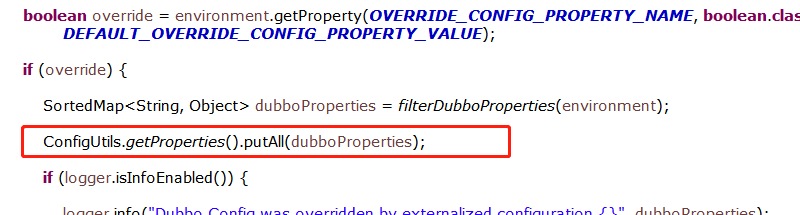 boolean override = environment.getProperty(OVERRIDE_CONFIG_PROPERTY_NAME, boolean.clas
DEFAULT_OVERRIDE_CONFIG_PROPERTY_VALUE);
if (override) {
SortedMap<String, Object> dubboProperties = filterDubboProperties(environment);
ConfigUtils.getProperties().putAll(dubboProperties);
if (logger.isInfoEnabled()) {
logger.info("Dubbo Config was overridden by externalized configuration {}", dubboProperties);